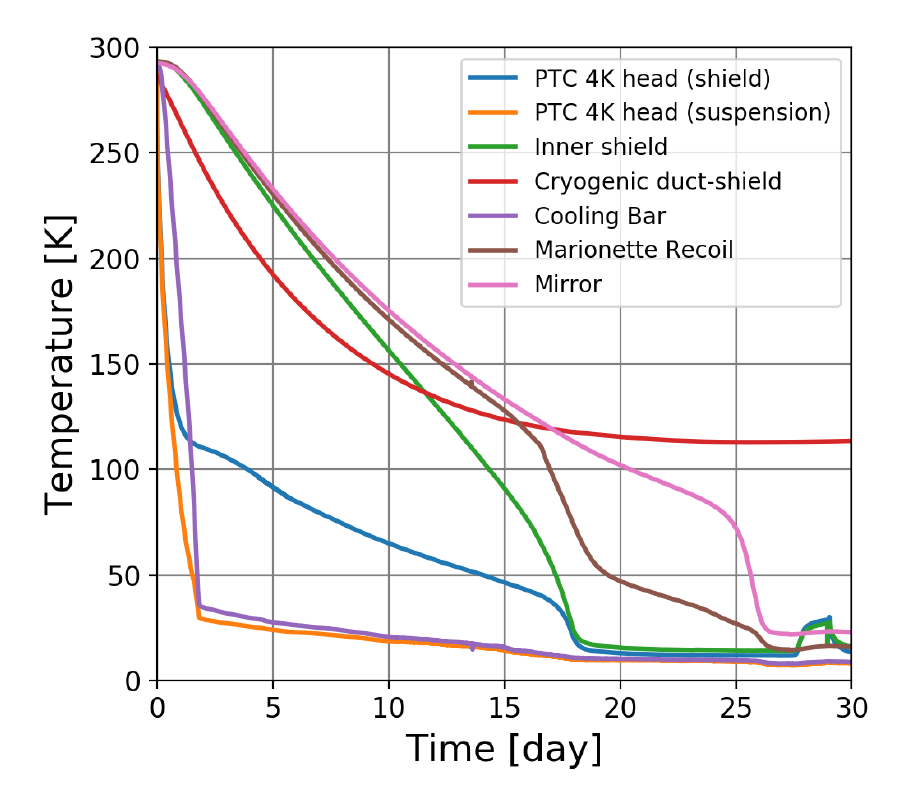 300
250
200
150
100
50
0
Temperature [K]
PTC 4K head (shield)
PTC 4K head (suspension)
Inner shield
Cryogenic duct-shield
Cooling Bar
Marionette Recoil
Mirror
0 5 10 15 20 25 30
Time [day]